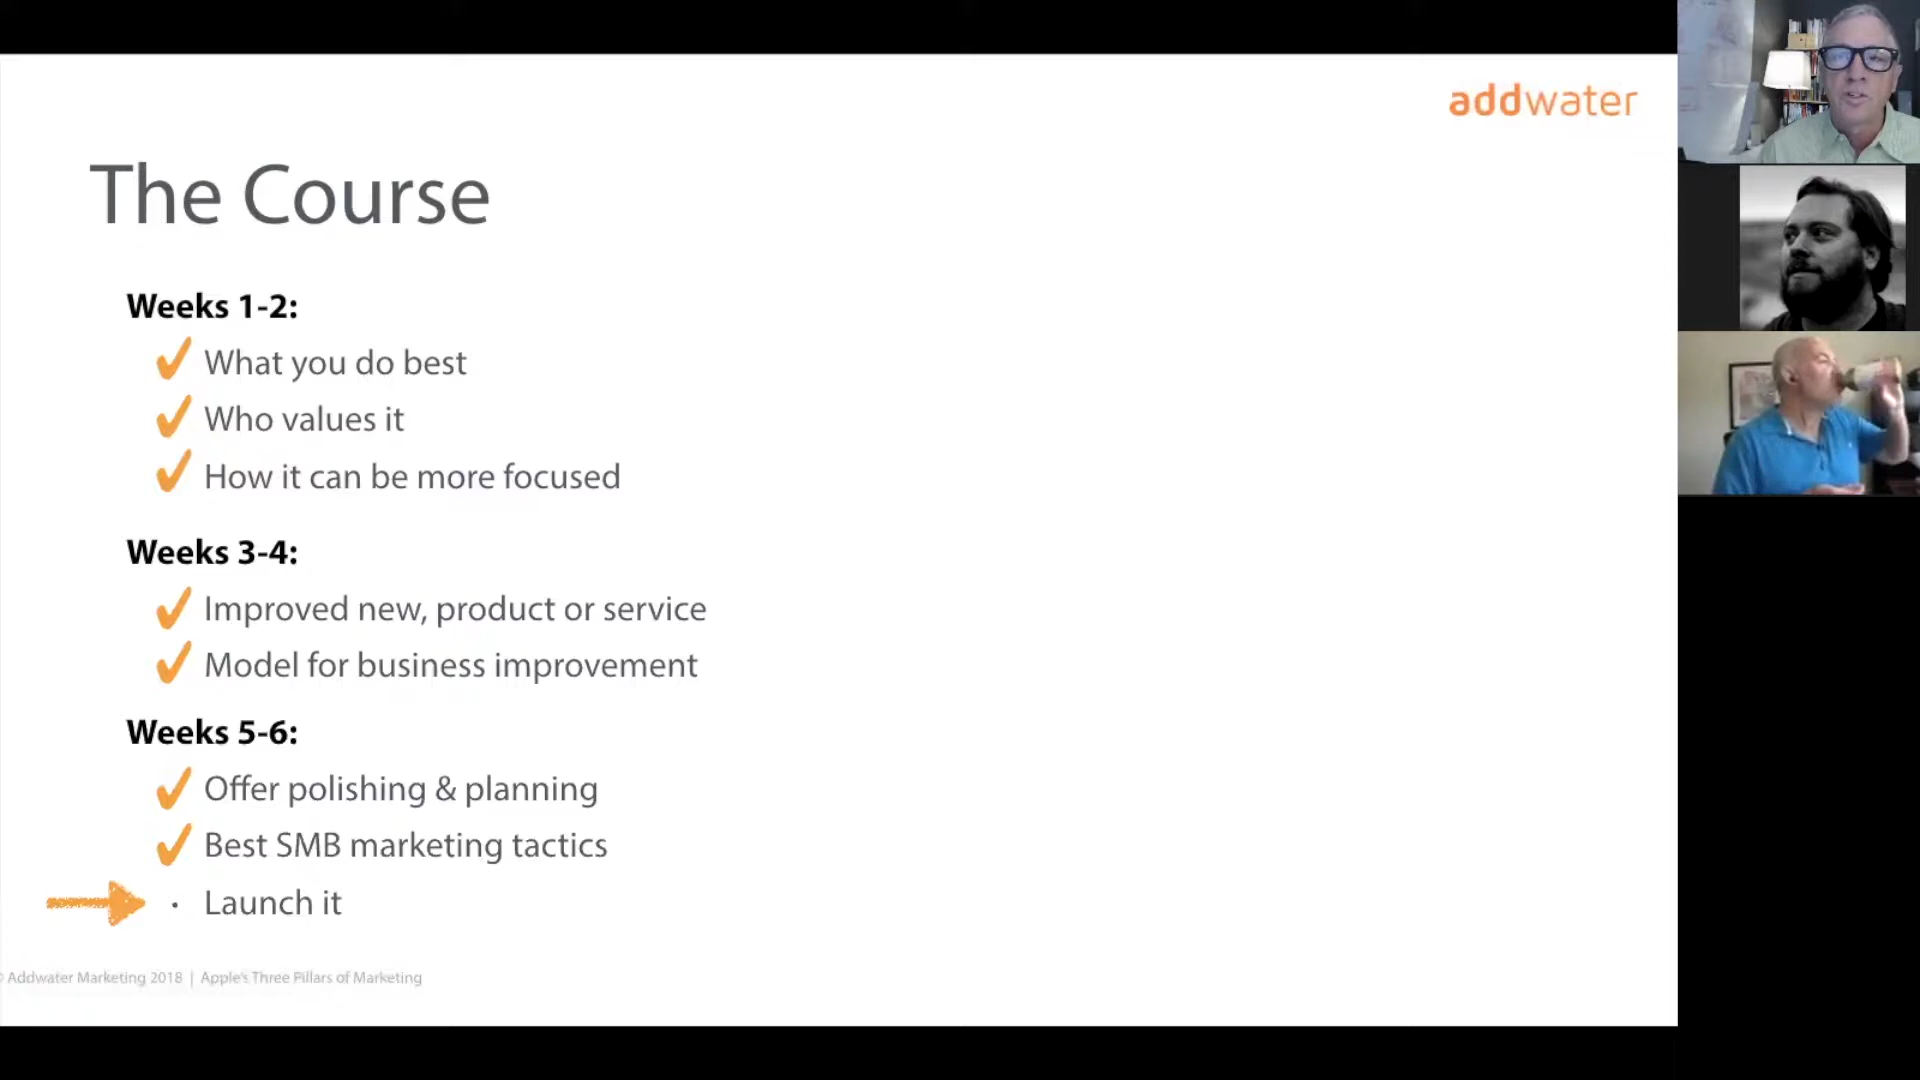 addwater
The Course
Weeks 1-2:
What you do best
Who values it
How it can be more focused
Weeks 3-4:
Improved new, product or service
Model for business improvement
Weeks 5-6:
Offer polishing & planning
Best SMB marketing tactics
· Launch it
© Addwater Marketing 2018 | Apple's Three Pillars of Marketing